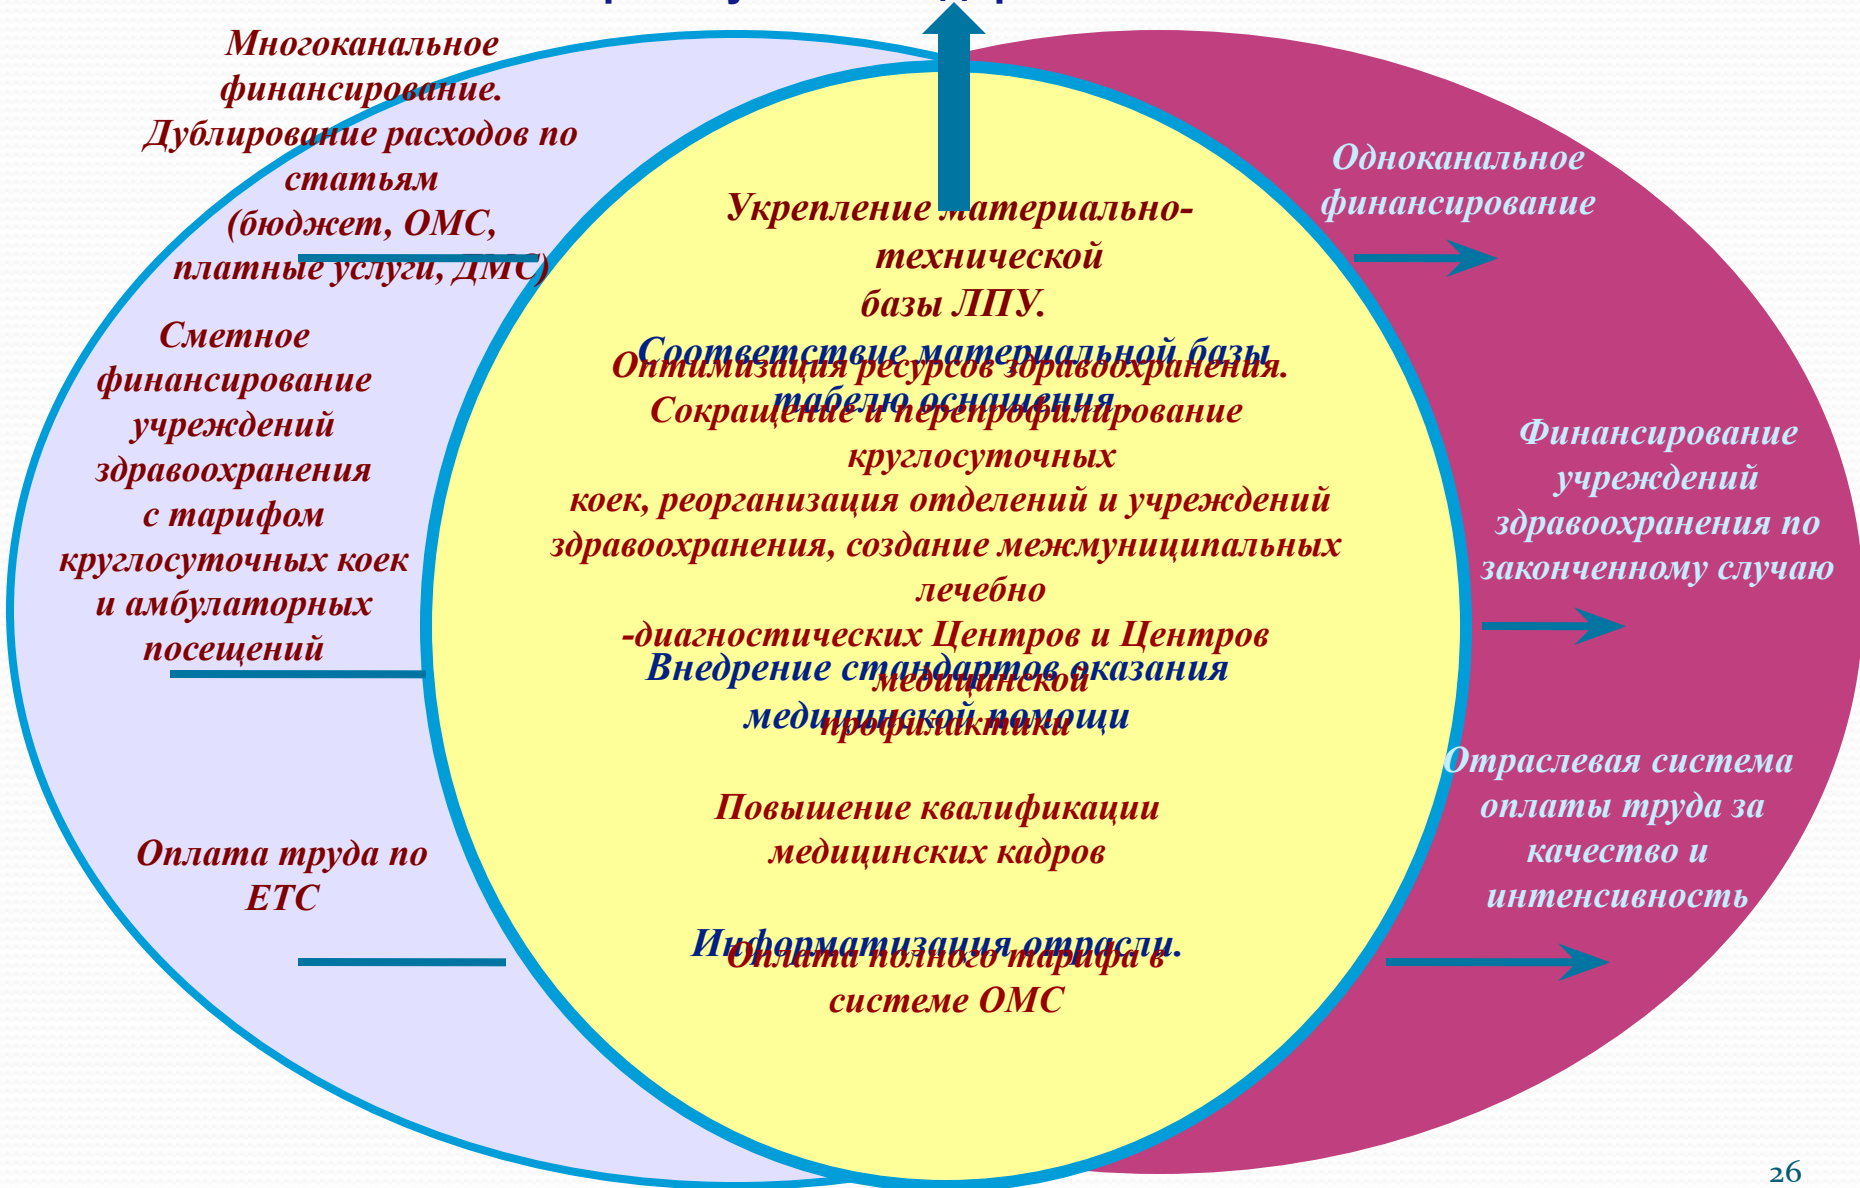 Многоканальное
финансирование.
Дублирование расходов по
статьям
(бюджет, ОМС,
платные услуги, ДМС)
Сметное
финансирование
учреждений
здравоохранения
с тарифом
круглосуточных коек
и амбулаторных
посещений
Оплата труда по
ЕТС
Укрепление материально-
технической
базы ЛПУ.
Соответствие материальной базы
табелю оснащения
Оптимизация ресурсов здравоохранения.
Сокращение и перепрофилирование
круглосуточных
коек, реорганизация отделений и учреждений
здравоохранения, создание межмуниципальных
лечебно
-диагностических Центров и Центров
медицинской
профилактики
Внедрение стандартов оказания
медицинской помощи
Повышение квалификации
медицинских кадров
Информатизация отрасли.
Оплата полного тарифа в
системе ОМС
Одноканальное
финансирование
Финансирование
учреждений
здравоохранения по
законченному случаю
Отраслевая система
оплаты труда за
качество и
интенсивность
26